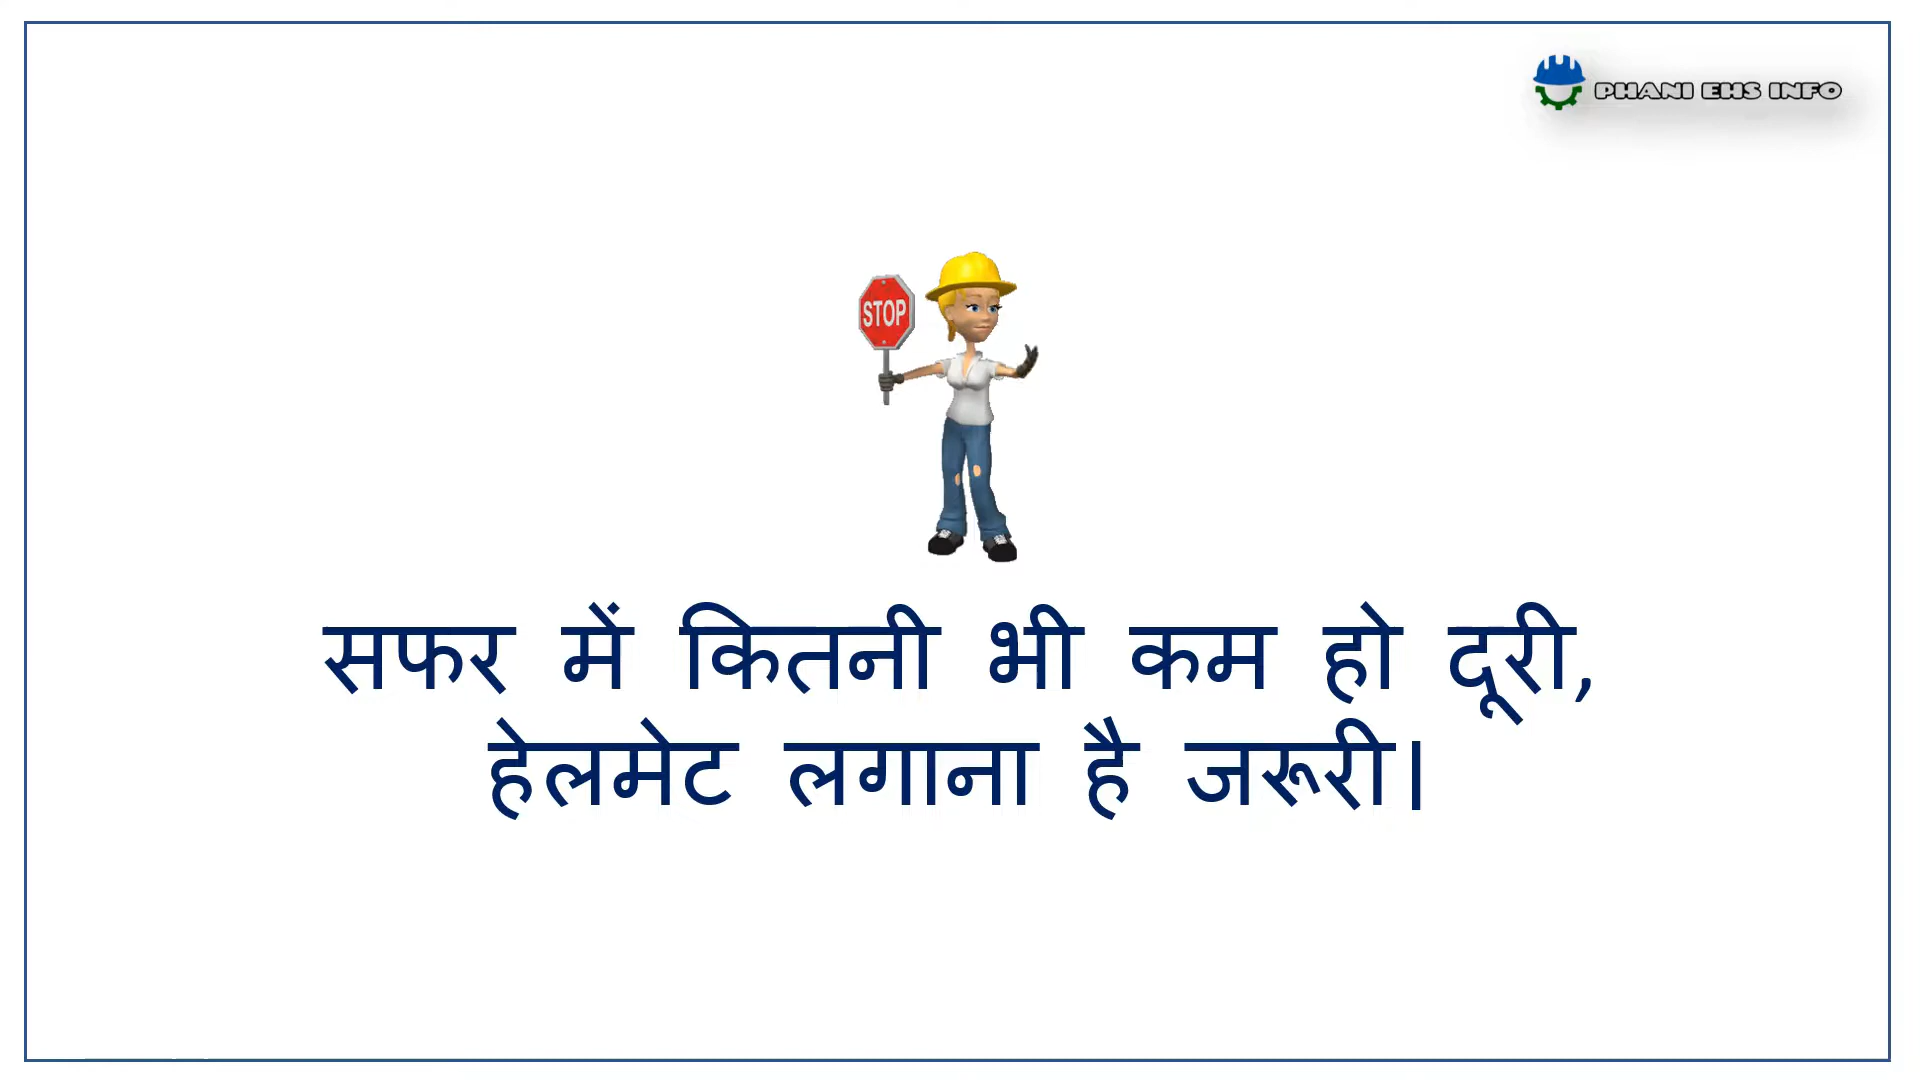 PHANI EHS INFO
STOP
सफर में कितनी भी कम हो दूरी,
हेलमेट लगाना है जरूरी।